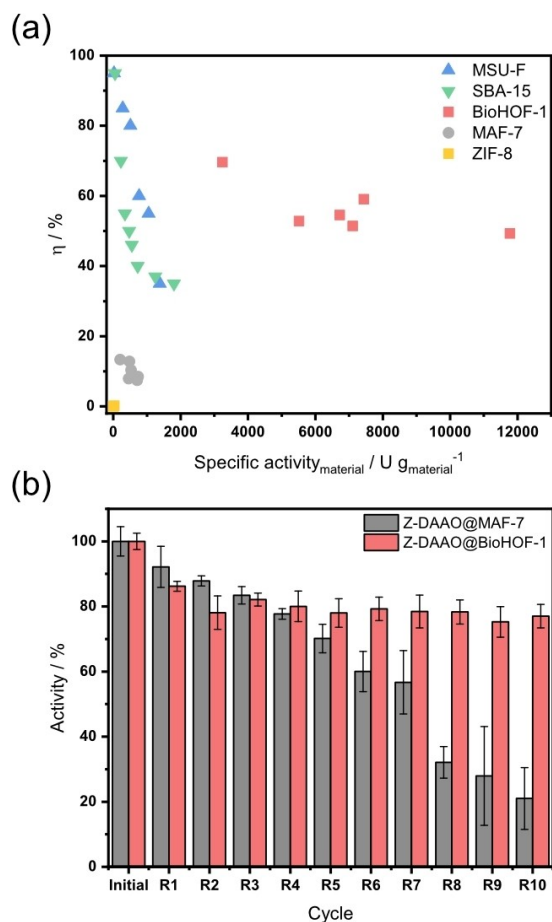 (a)
100
80
60
40
20
0
η / %
MSU-F
SBA-15
BioHOF-1
MAF-7
ZIF-8
0 2000 4000 6000 8000 10000 12000
Specific activity_material / U g_material^-1
(b)
Z-DAAO@MAF-7
Z-DAAO@BioHOF-1
100
80
60
40
20
0
Activity / %
Initial R1 R2 R3 R4 R5 R6 R7 R8 R9 R10
Cycle